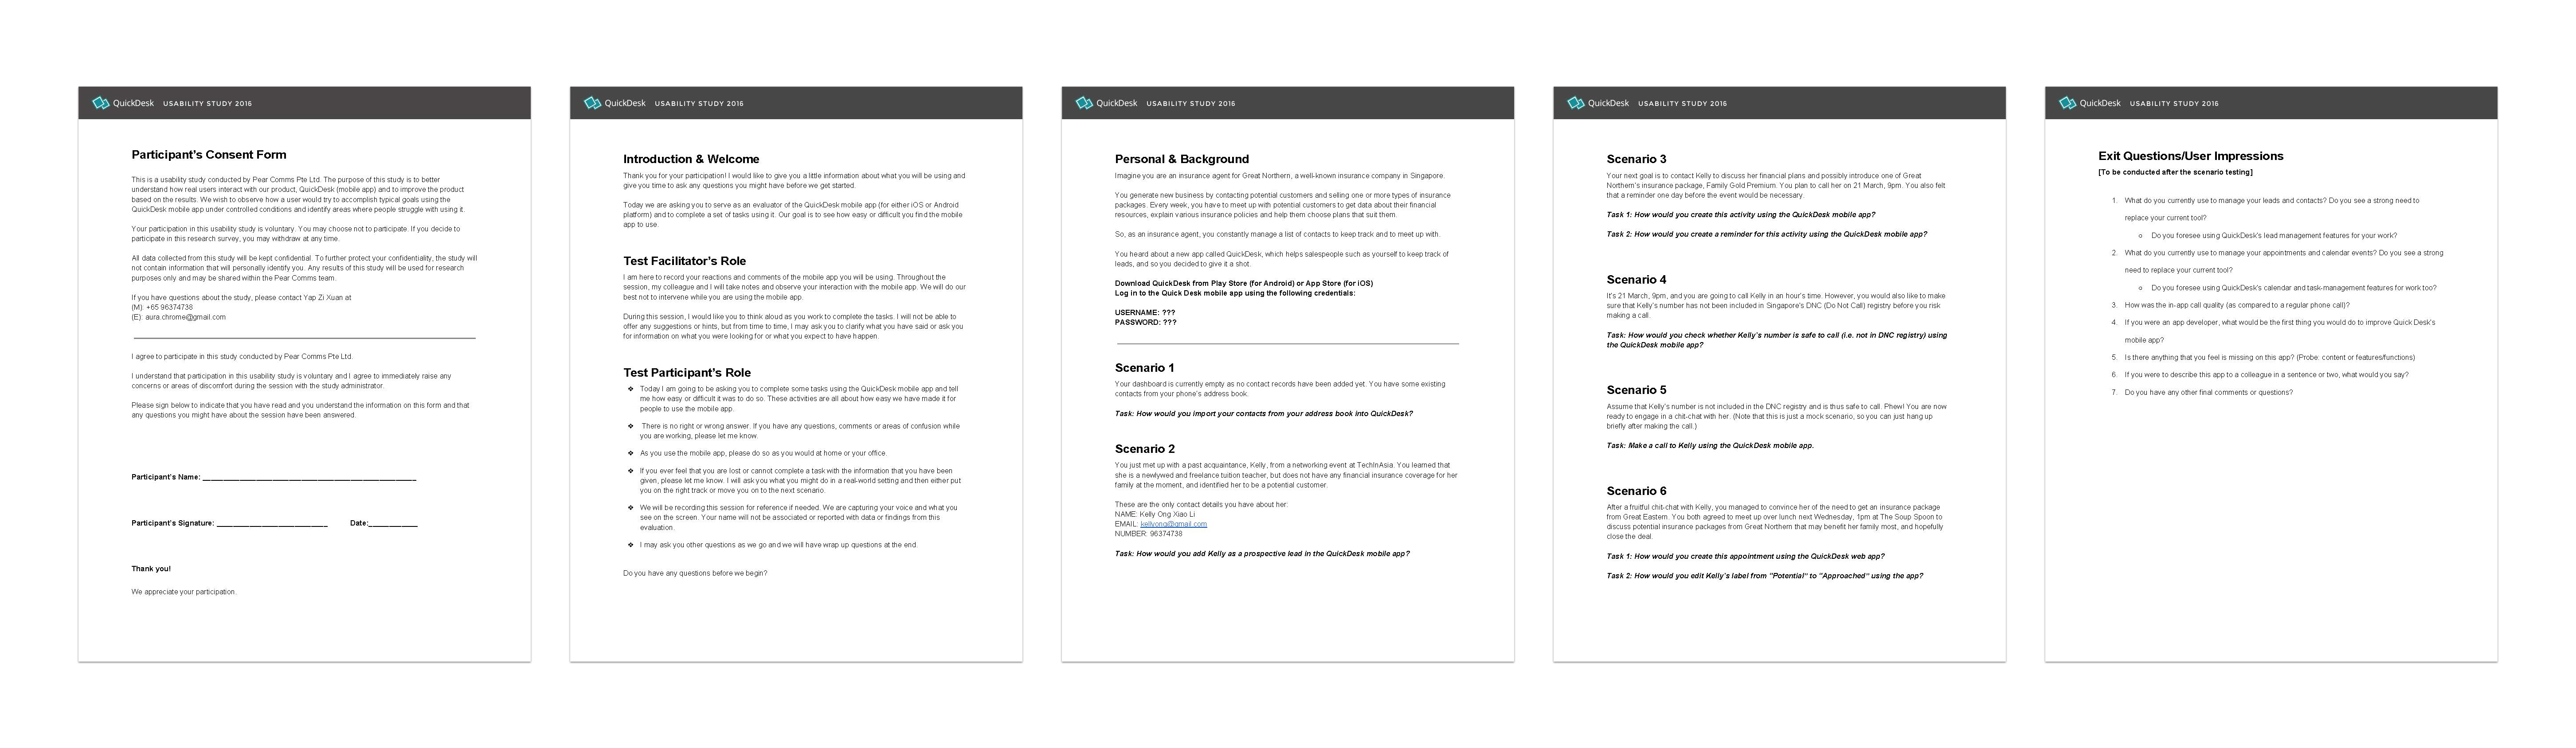 QuickDesk USABILITY STUDY 2016
Participant's Consent Form
This is a usability study conducted by Pear Comms Pte Ltd. The purpose of this study is to better
understand how real users interact with our product, QuickDesk (mobile app) and to improve the product
based on the results. We wish to observe how a user would try to accomplish typical goals using the
QuickDesk mobile app under controlled conditions and identify areas where people struggle with using it.
Your participation in this usability study is voluntary. You may choose not to participate. If you decide to
participate in this research survey, you may withdraw at any time.
All data collected from this study will be kept confidential. To further protect your confidentiality, the study will
not contain information that will personally identify you. Any results of this study will be used for research
purposes only and may be shared within the Pear Comms team.
If you have questions about the study, please contact Yap Zi Xuan at
(M): +65 96374738
(E): aura.chrome@gmail.com
I agree to participate in this study conducted by Pear Comms Pte Ltd.
I understand that participation in this usability study is voluntary and I agree to immediately raise any
concerns or areas of discomfort during the session with the study administrator.
Please sign below to indicate that you have read and you understand the information on this form and that
any questions you might have about the session have been answered.
Participant's Name:
Participant's Signature: Date:
Thank you!
We appreciate your participation.
QuickDesk USABILITY STUDY 2016
Introduction & Welcome
Thank you for your participation! I would like to give you a little information about what you will be using and
give you time to ask any questions you might have before we get started.
Today we are asking you to serve as an evaluator of the QuickDesk mobile app (for either iOS or Android
platform) and to complete a set of tasks using it. Our goal is to see how easy or difficult you find the mobile
app to use.
Test Facilitator's Role
I am here to record your reactions and comments of the mobile app you will be using. Throughout the
session, my colleague and I will take notes and observe your interaction with the mobile app. We will do our
best not to intervene while you are using the mobile app.
During this session, I would like you to think aloud as you work to complete the tasks. I will not be able to
offer any suggestions or hints, but from time to time, I may ask you to clarify what you have said or ask you
for information on what you were looking for or what you expect to have happen.
Test Participant's Role
❖ Today I am going to be asking you to complete some tasks using the QuickDesk mobile app and tell
me how easy or difficult it was to do so. These activities are all about how easy we have made it for
people to use the mobile app.
❖ There is no right or wrong answer. If you have any questions, comments or areas of confusion while
you are working, please let me know.
❖ As you use the mobile app, please do so as you would at home or your office.
❖ If you ever feel that you are lost or cannot complete a task with the information that you have been
given, please let me know. I will ask you what you might do in a real-world setting and then either put
you on the right track or move you on to the next scenario.
❖ We will be recording this session for reference if needed. We are capturing your voice and what you
see on the screen. Your name will not be associated or reported with data or findings from this
evaluation.
❖ I may ask you other questions as we go and we will have wrap up questions at the end.
Do you have any questions before we begin?
QuickDesk USABILITY STUDY 2016
Personal & Background
Imagine you are an insurance agent for Great Northern, a well-known insurance company in Singapore.
You generate new business by contacting potential customers and selling one or more types of insurance
packages. Every week, you have to meet up with potential customers to get data about their financial
resources, explain various insurance policies and help them choose plans that suit them.
So, as an insurance agent, you constantly manage a list of contacts to keep track and to meet up with.
You heard about a new app called QuickDesk, which helps salespeople such as yourself to keep track of
leads, and so you decided to give it a shot.
Download QuickDesk from Play Store (for Android) or App Store (for iOS)
Log in to the Quick Desk mobile app using the following credentials:
USERNAME: ???
PASSWORD: ???
Scenario 1
Your dashboard is currently empty as no contact records have been added yet. You have some existing
contacts from your phone's address book.
Task: How would you import your contacts from your address book into QuickDesk?
Scenario 2
You just met up with a past acquaintance, Kelly, from a networking event at TechInAsia. You learned that
she is a newlywed and freelance tuition teacher, but does not have any financial insurance coverage for her
family at the moment, and identified her to be a potential customer.
These are the only contact details you have about her:
NAME: Kelly Ong Xiao Li
EMAIL: kellyong@gmail.com
NUMBER: 96374738
Task: How would you add Kelly as a prospective lead in the QuickDesk mobile app?
QuickDesk USABILITY STUDY 2016
Scenario 3
Your next goal is to contact Kelly to discuss her financial plans and possibly introduce one of Great
Northern's insurance package, Family Gold Premium. You plan to call her on 21 March, 9pm. You also felt
that a reminder one day before the event would be necessary.
Task 1: How would you create this activity using the QuickDesk mobile app?
Task 2: How would you create a reminder for this activity using the QuickDesk mobile app?
Scenario 4
It's 21 March, 9pm, and you are going to call Kelly in an hour's time. However, you would also like to make
sure that Kelly's number has not been included in Singapore's DNC (Do Not Call) registry before you risk
making a call.
Task: How would you check whether Kelly's number is safe to call (i.e. not in DNC registry) using
the QuickDesk mobile app?
Scenario 5
Assume that Kelly's number is not included in the DNC registry and is thus safe to call. Phew! You are now
ready to engage in a chit-chat with her. (Note that this is just a mock scenario, so you can just hang up
briefly after making the call.)
Task: Make a call to Kelly using the QuickDesk mobile app.
Scenario 6
After a fruitful chit-chat with Kelly, you managed to convince her of the need to get an insurance package
from Great Eastern. You both agreed to meet up over lunch next Wednesday, 1pm at The Soup Spoon to
discuss potential insurance packages from Great Northern that may benefit her family most, and hopefully
close the deal.
Task 1: How would you create this appointment using the QuickDesk web app?
Task 2: How would you edit Kelly's label from "Potential" to "Approached" using the app?
QuickDesk USABILITY STUDY 2016
Exit Questions/User Impressions
[To be conducted after the scenario testing]
1. What do you currently use to manage your leads and contacts? Do you see a strong need to
replace your current tool?
o Do you foresee using QuickDesk's lead management features for your work?
2. What do you currently use to manage your appointments and calendar events? Do you see a strong
need to replace your current tool?
o Do you foresee using QuickDesk's calendar and task-management features for work too?
3. How was the in-app call quality (as compared to a regular phone call)?
4. If you were an app developer, what would be the first thing you would do to improve Quick Desk's
mobile app?
5. Is there anything that you feel is missing on this app? (Probe: content or features/functions)
6. If you were to describe this app to a colleague in a sentence or two, what would you say?
7. Do you have any other final comments or questions?